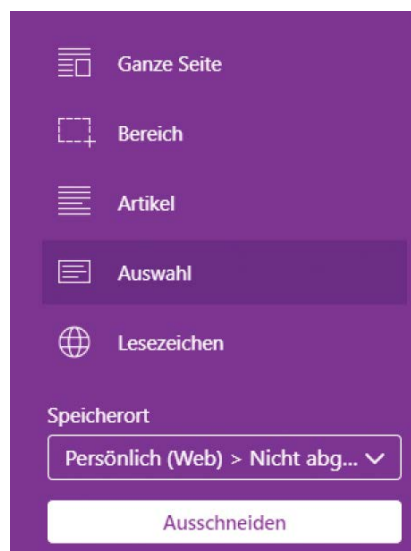 Ganze Seite
Bereich
Artikel
Auswahl
Lesezeichen
Speicherort
Persönlich (Web) > Nicht abg...
Ausschneiden